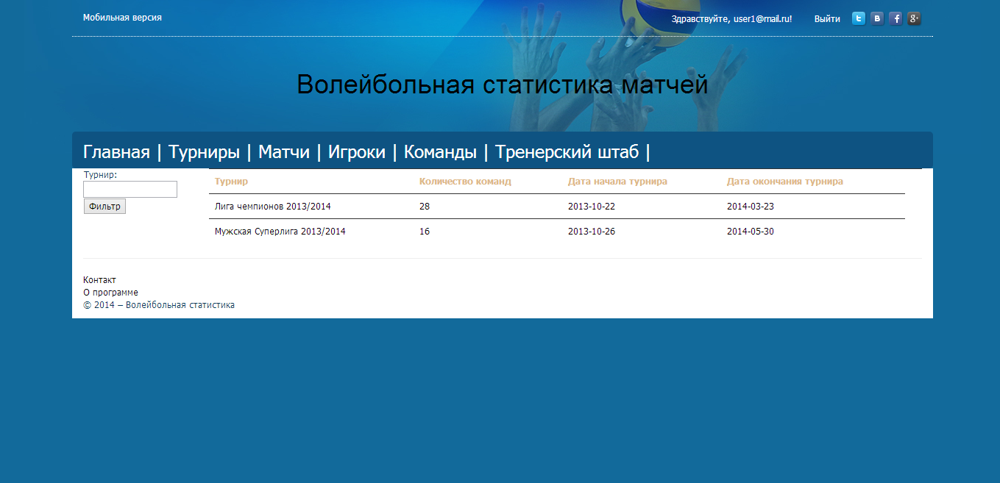 Мобильная версия
Здравствуйте, user1@mail.ru! Выйти
Волейбольная статистика матчей
Главная | Турниры | Матчи | Игроки | Команды | Тренерский штаб |
Турнир:
Фильтр
Турнир Количество команд Дата начала турнира Дата окончания турнира
Лига чемпионов 2013/2014 28 2013-10-22 2014-03-23
Мужская Суперлига 2013/2014 16 2013-10-26 2014-05-30
Контакт
О программе
© 2014 – Волейбольная статистика